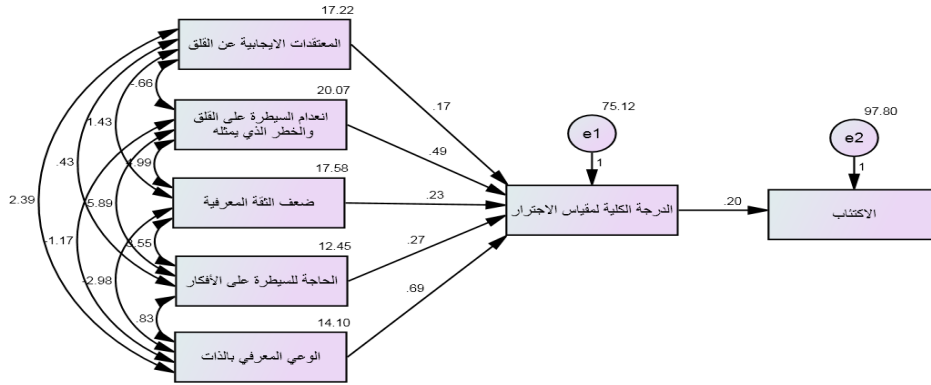 17.22
المعتقدات الايجابية عن القلق
-.66
20.07
انعدام السيطرة على القلق
والخطر الذي يمثله
1.43
.43
17.58
ضعف الثقة المعرفية
2.39
5.89
-1.17
12.45
الحاجة للسيطرة على الأفكار
-2.98
14.10
.83
الوعي المعرفي بالذات
.17
.49
.23
.27
.69
75.12
e1
1
الدرجة الكلية لمقياس الاجترار
.20
97.80
e2
1
الاكتئاب